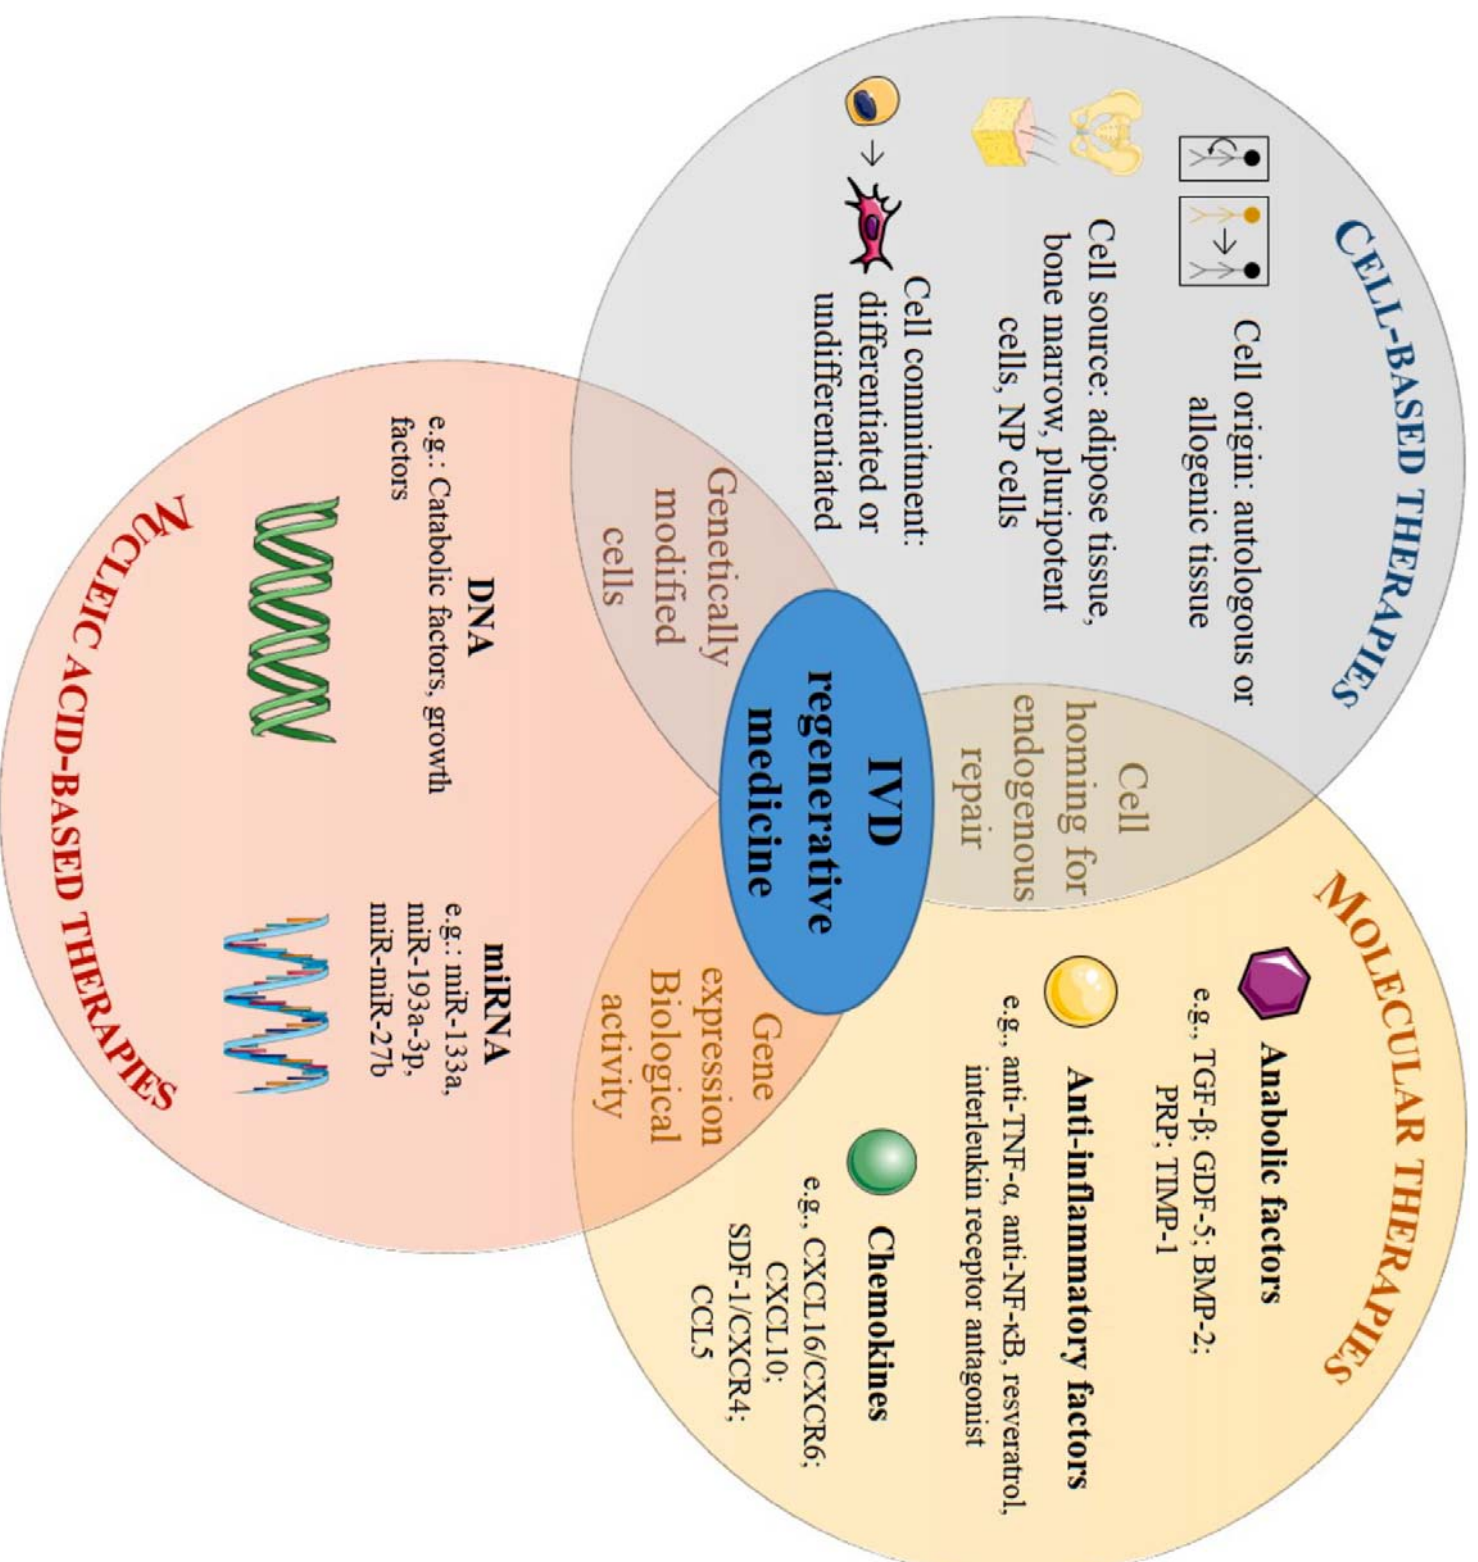 CELL-BASED THERAPIES
Cell origin: autologous or
allogenic tissue
Cell source: adipose tissue,
bone marrow, pluripotent
cells, NP cells
Cell commitment:
differentiated or
undifferentiated
MOLECULAR THERAPIES
Anabolic factors
e.g., TGF-β; GDF-5; BMP-2;
PRP; TIMP-1
Anti-inflammatory factors
e.g., anti-TNF-α, anti-NF-κB, resveratrol,
interleukin receptor antagonist
Chemokines
e.g., CXCL16/CXCR6;
CXCL10;
SDF-1/CXCR4;
CCL5
Cell
homing for
endogenous
repair
IVD
regenerative
medicine
Genetically
modified
cells
Gene
expression
Biological
activity
DNA
e.g.: Catabolic factors, growth
factors
miRNA
e.g.: miR-133a,
miR-193a-3p,
miR-miR-27b
NUCLEIC ACID-BASED THERAPIES